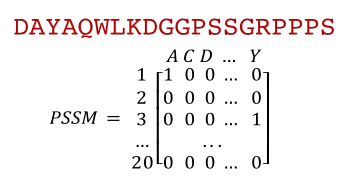 DAYAQWLKDGGPSSGRPPPS
A C D ... Y
1 1 0 0 ... 0
2 0 0 0 ... 0
PSSM = 3 0 0 0 ... 1
... ...
20 0 0 0 ... 0